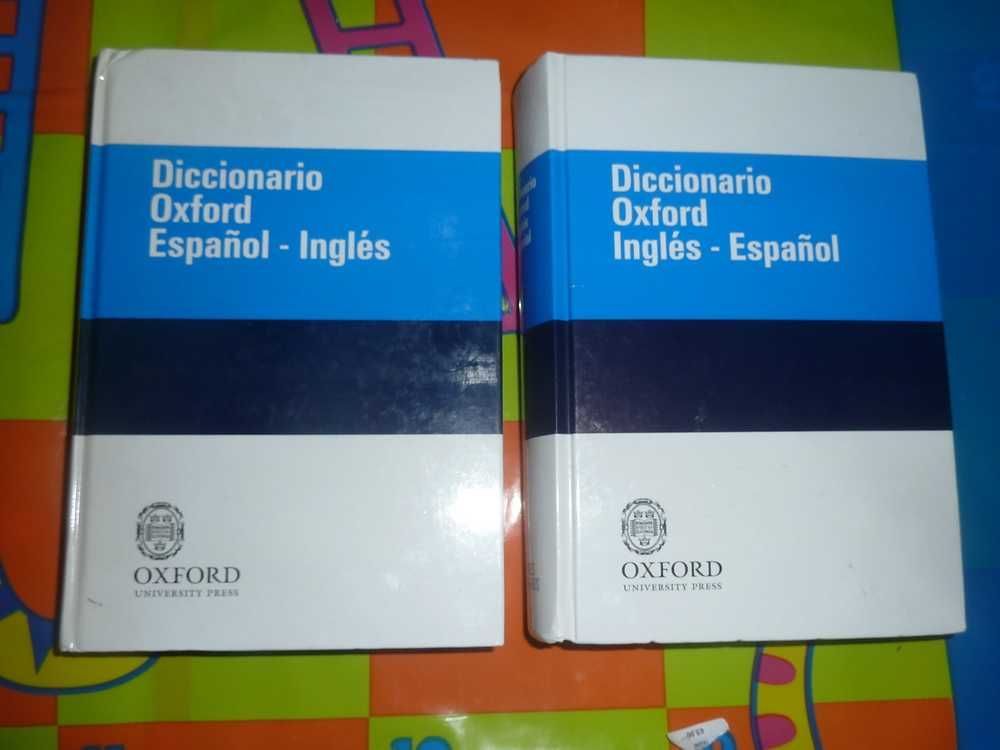 Diccionario
Oxford
Español - Inglés
OXFORD
UNIVERSITY PRESS
Diccionario
Oxford
Inglés - Español
OXFORD
UNIVERSITY PRESS